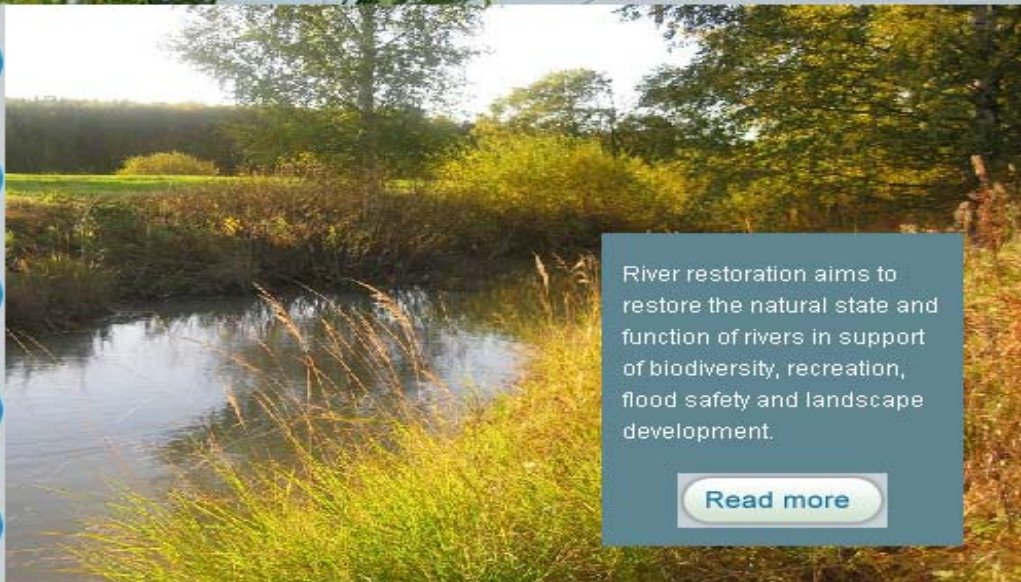 River restoration aims to
restore the natural state and
function of rivers in support
of biodiversity, recreation,
flood safety and landscape
development.
Read more